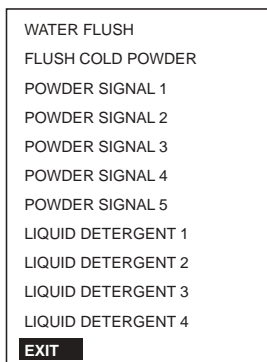 WATER FLUSH
FLUSH COLD POWDER
POWDER SIGNAL 1
POWDER SIGNAL 2
POWDER SIGNAL 3
POWDER SIGNAL 4
POWDER SIGNAL 5
LIQUID DETERGENT 1
LIQUID DETERGENT 2
LIQUID DETERGENT 3
LIQUID DETERGENT 4
EXIT